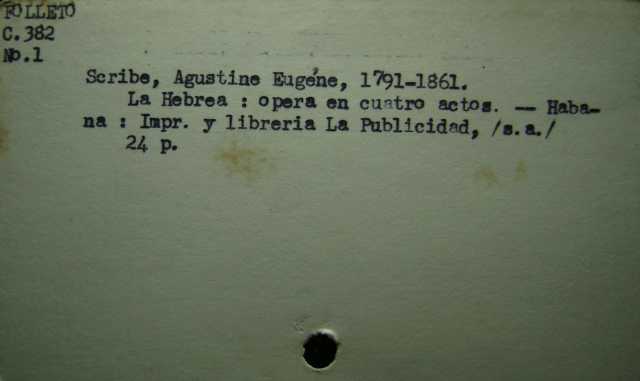 FOLLETO
C.382
No.1
Scribe, Agustine Eugéne, 1791-1861.
La Hebrea : opera en cuatro actos. -- Haba-
na : Impr. y libreria La Publicidad, /s.a./
24 p.